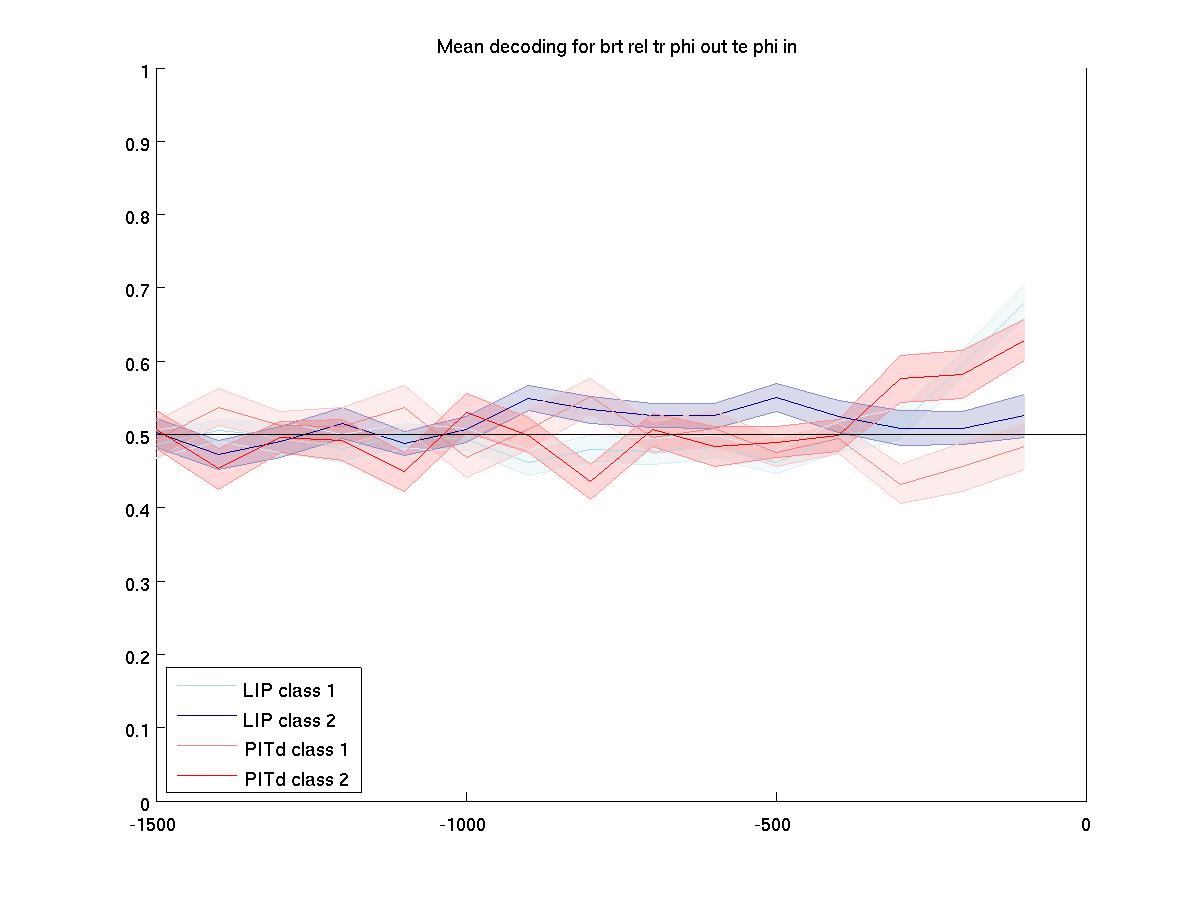 Mean decoding for brt rel tr phi out te phi in
1
0.9
0.8
0.7
0.6
0.5
0.4
0.3
0.2
0.1
0
LIP class 1
LIP class 2
PITd class 1
PITd class 2
-1500 -1000 -500 0